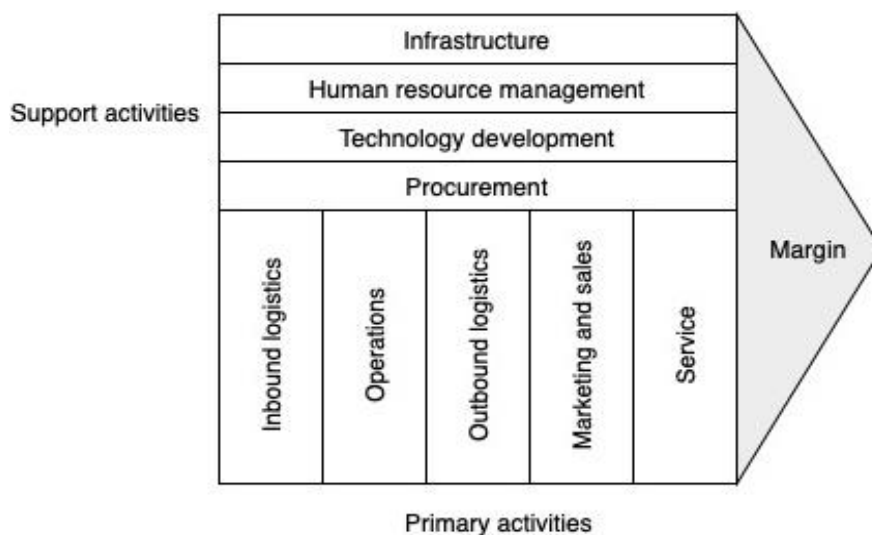 Infrastructure
Human resource management
Support activities
Technology development
Procurement
Inbound logistics
Operations
Outbound logistics
Marketing and sales
Service
Margin
Primary activities